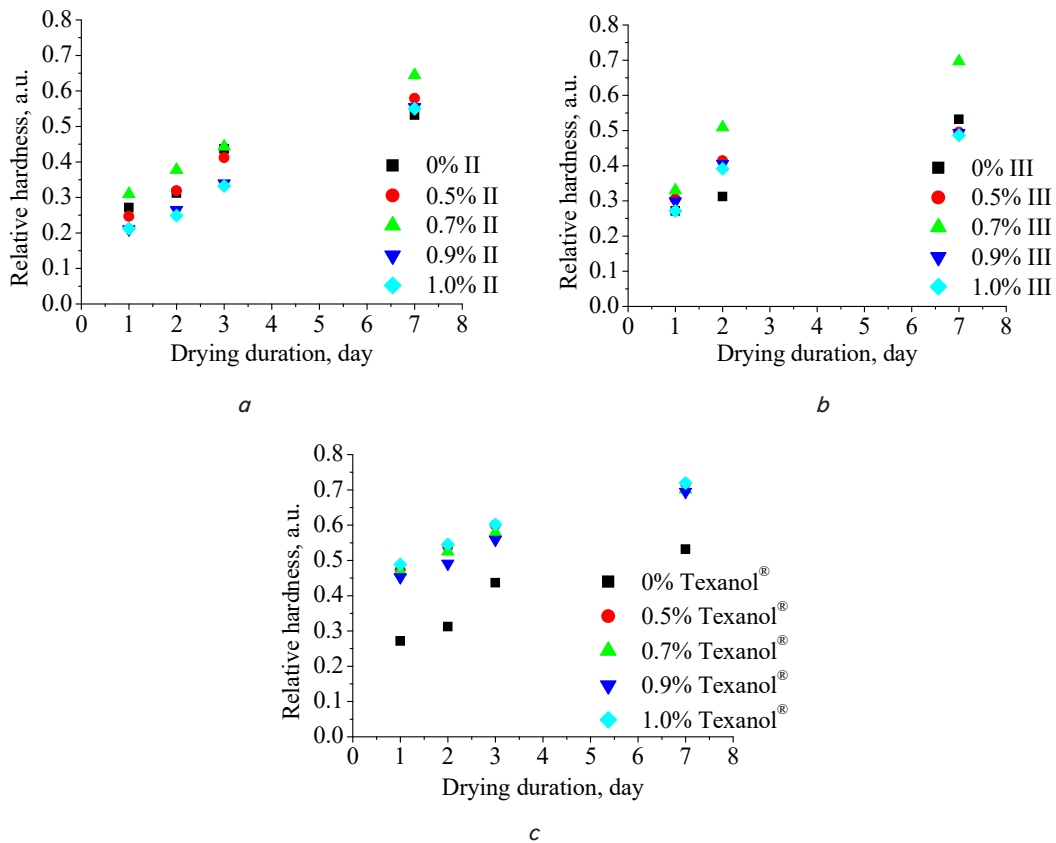 Relative hardness, a.u.
0.8
0.7
0.6
0.5
0.4
0.3
0.2
0.1
0.0
0 1 2 3 4 5 6 7 8
Drying duration, day
0% II
0.5% II
0.7% II
0.9% II
1.0% II
a
Relative hardness, a.u.
0.8
0.7
0.6
0.5
0.4
0.3
0.2
0.1
0.0
0 1 2 3 4 5 6 7 8
Drying duration, day
0% III
0.5% III
0.7% III
0.9% III
1.0% III
b
Relative hardness, a.u.
0.8
0.7
0.6
0.5
0.4
0.3
0.2
0.1
0.0
0 1 2 3 4 5 6 7 8
Drying duration, day
0% Texanol®
0.5% Texanol®
0.7% Texanol®
0.9% Texanol®
1.0% Texanol®
c